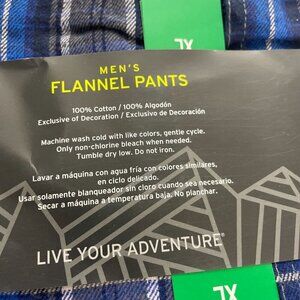 XL
MEN'S
FLANNEL PANTS
100% Cotton / 100% Algodón
Exclusive of Decoration / Exclusivo de Decoración
Machine wash cold with like colors, gentle cycle.
Only non-chlorine bleach when needed.
Tumble dry low. Do not iron.
Lavar a máquina con agua fría con colores similares,
en ciclo delicado.
Usar solamente blanqueador sin cloro cuando sea necesario.
Secar a máquina a temperatura baja. No planchar.
LIVE YOUR ADVENTURE®
XL